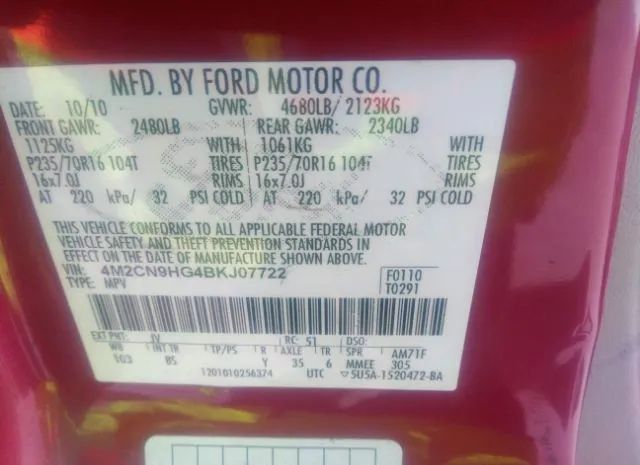 MFD. BY FORD MOTOR CO.
DATE: 10/10 GVWR: 4680LB/ 2123KG
FRONT GAWR: 2480LB REAR GAWR: 2340LB
1125KG WITH 1061KG WITH
P235/70R16 104T TIRES P235/70R16 104T TIRES
16x7.0J RIMS 16x7.0J RIMS
AT 220 kPa/ 32 PSI COLD AT 220 kPa/ 32 PSI COLD
THIS VEHICLE CONFORMS TO ALL APPLICABLE FEDERAL MOTOR
VEHICLE SAFETY AND THEFT PREVENTION STANDARDS IN
EFFECT ON THE DATE OF MANUFACTURE SHOWN ABOVE.
VIN: 4M2CN9HG4BKJ07722 F0110
TYPE: MPV T0291
EXT PNT: JV RC: 51 DSO:
WB INT TR TP/PS R AXLE TR SPR AM71F
103 8S Y 35 6 MMEE 305
1201010256374 UTC 5U5A-1520472-BA